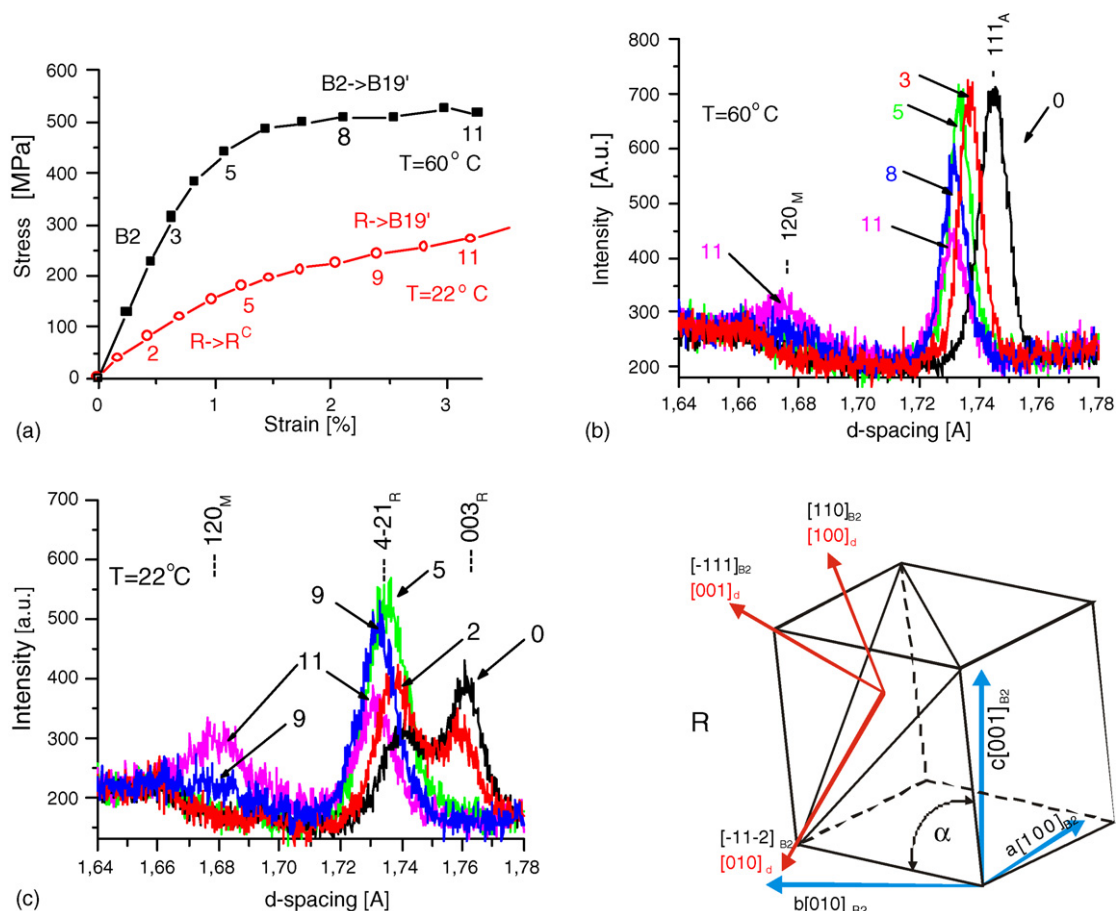 600
500
400
300
200
100
0
Stress [MPa]
B2->B19'
8
11
5
T=60° C
3
B2
R->B19'
11
9
5
T=22° C
2
R->R^C
0 1 2 3
Strain [%]
(a)
800
700
600
500
400
300
200
Intensity [A.u.]
111_A
3
0
T=60° C
5
8
120_M
11
11
1,64 1,66 1,68 1,70 1,72 1,74 1,76 1,78
d-spacing [A]
(b)
700
600
500
400
300
200
Intensity [a.u.]
120_M
4-21_R
003_R
T=22°C
5
9
2
0
11
9
1,64 1,66 1,68 1,70 1,72 1,74 1,76 1,78
d-spacing [A]
(c)
[110]_B2
[100]_d
[-111]_B2
[001]_d
R
c[001]_B2
α
a[100]_B2
[-11-2]_B2
[010]_d
b[010]_B2